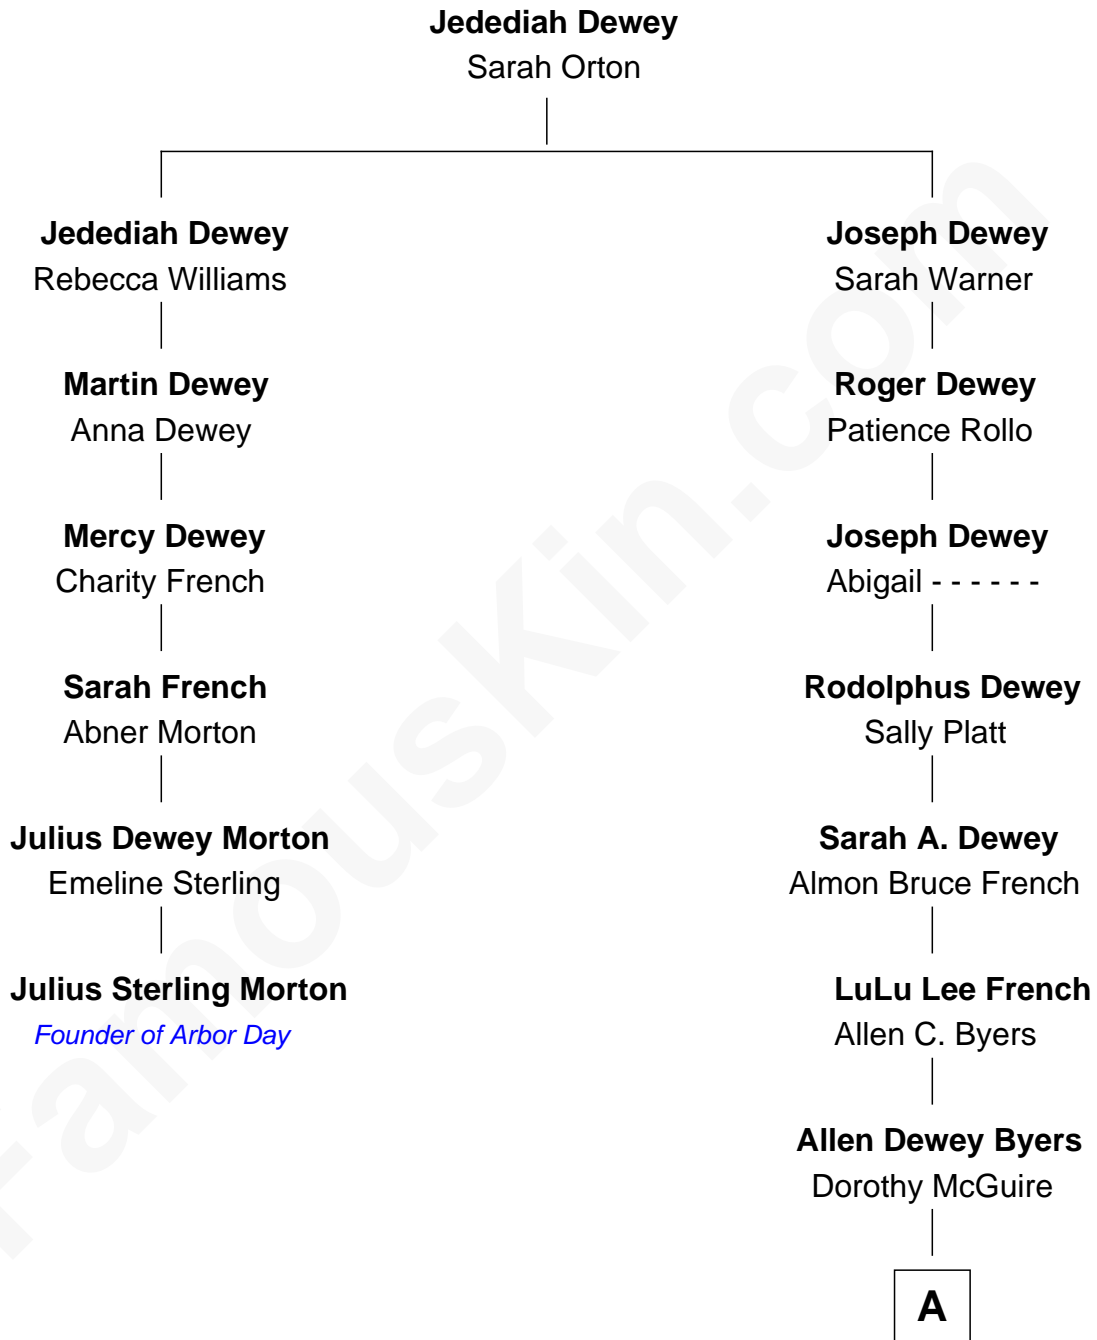 Jedediah Dewey
Sarah Orton
Jedediah Dewey
Rebecca Williams
Martin Dewey
Anna Dewey
Mercy Dewey
Charity French
Sarah French
Abner Morton
Julius Dewey Morton
Emeline Sterling
Julius Sterling Morton
Founder of Arbor Day
Joseph Dewey
Sarah Warner
Roger Dewey
Patience Rollo
Joseph Dewey
Abigail - - - - - -
Rodolphus Dewey
Sally Platt
Sarah A. Dewey
Almon Bruce French
LuLu Lee French
Allen C. Byers
Allen Dewey Byers
Dorothy McGuire
A
FamousKin.com